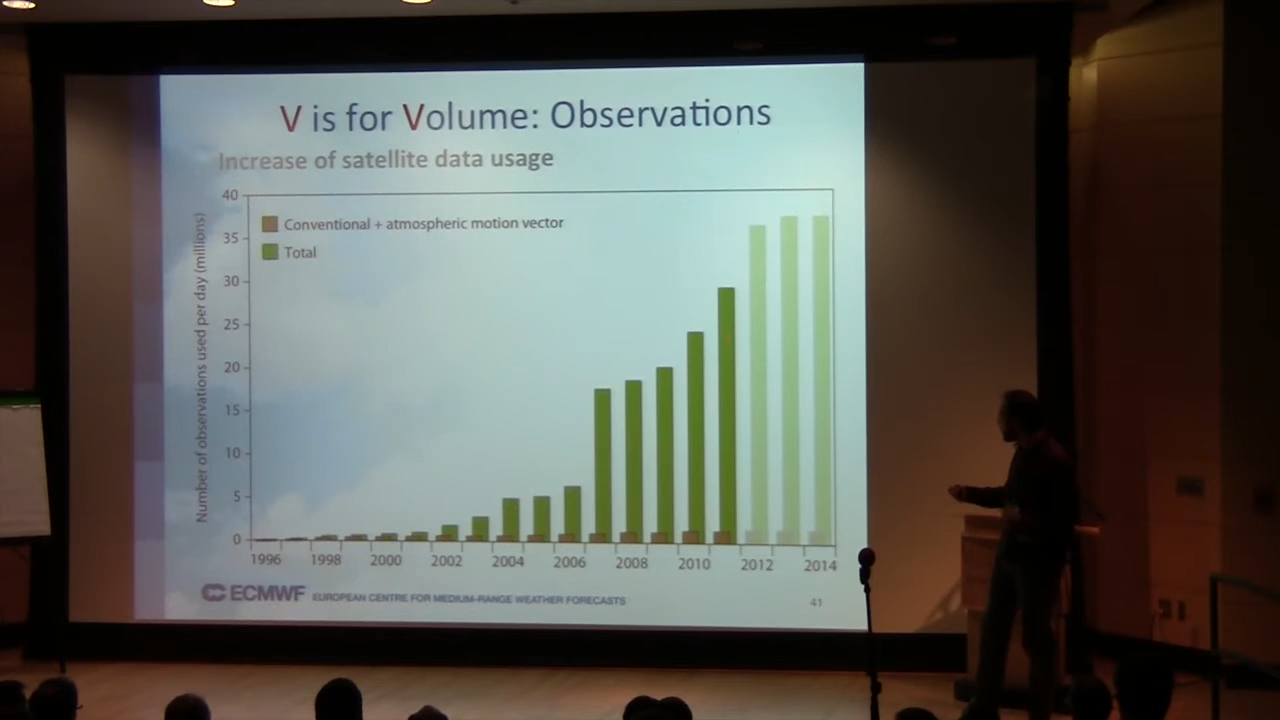 V is for Volume: Observations
Increase of satellite data usage
Number of observations used per day (millions)
40
35
30
25
20
15
10
5
0
Conventional + atmospheric motion vector
Total
1996 1998 2000 2002 2004 2006 2008 2010 2012 2014
ECMWF EUROPEAN CENTRE FOR MEDIUM-RANGE WEATHER FORECASTS 41